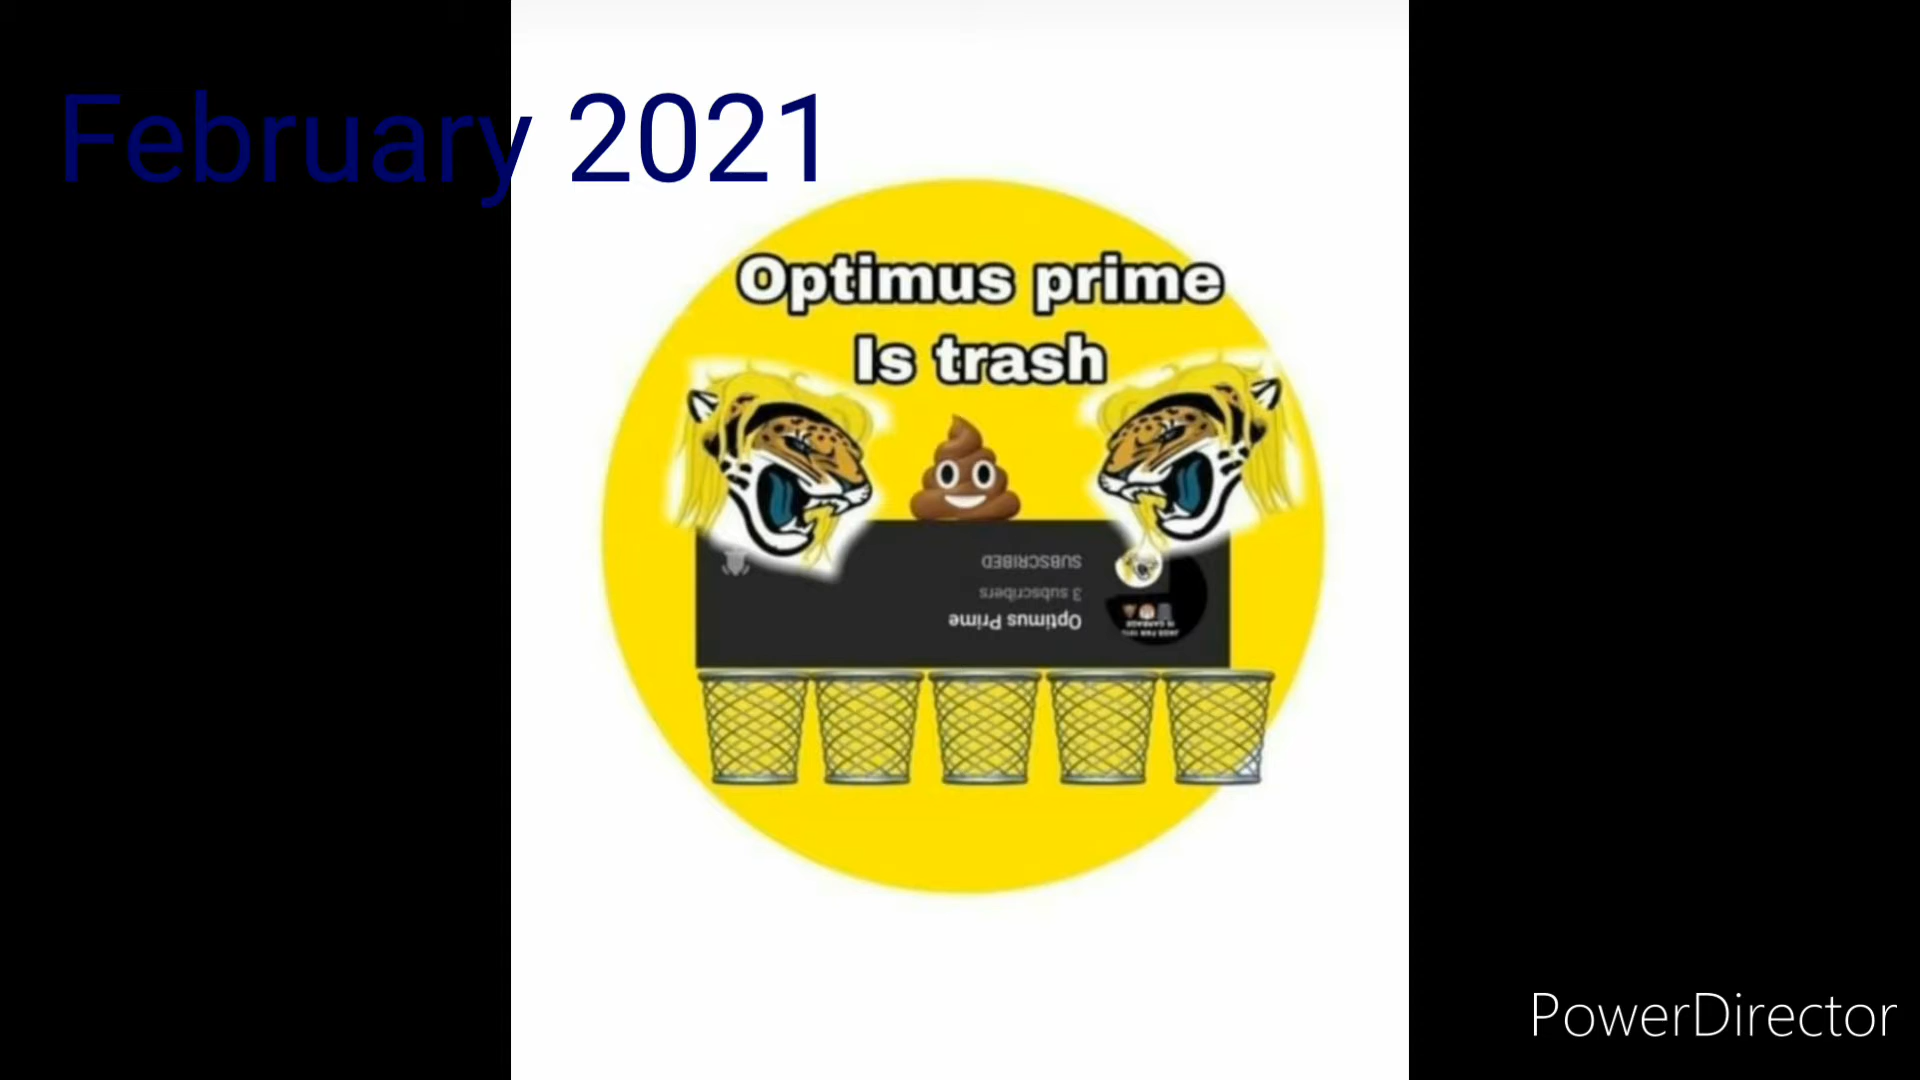 February 2021
Optimus prime
Is trash
SUBSCRIBED
3 subscribers
Optimus Prime
PowerDirector